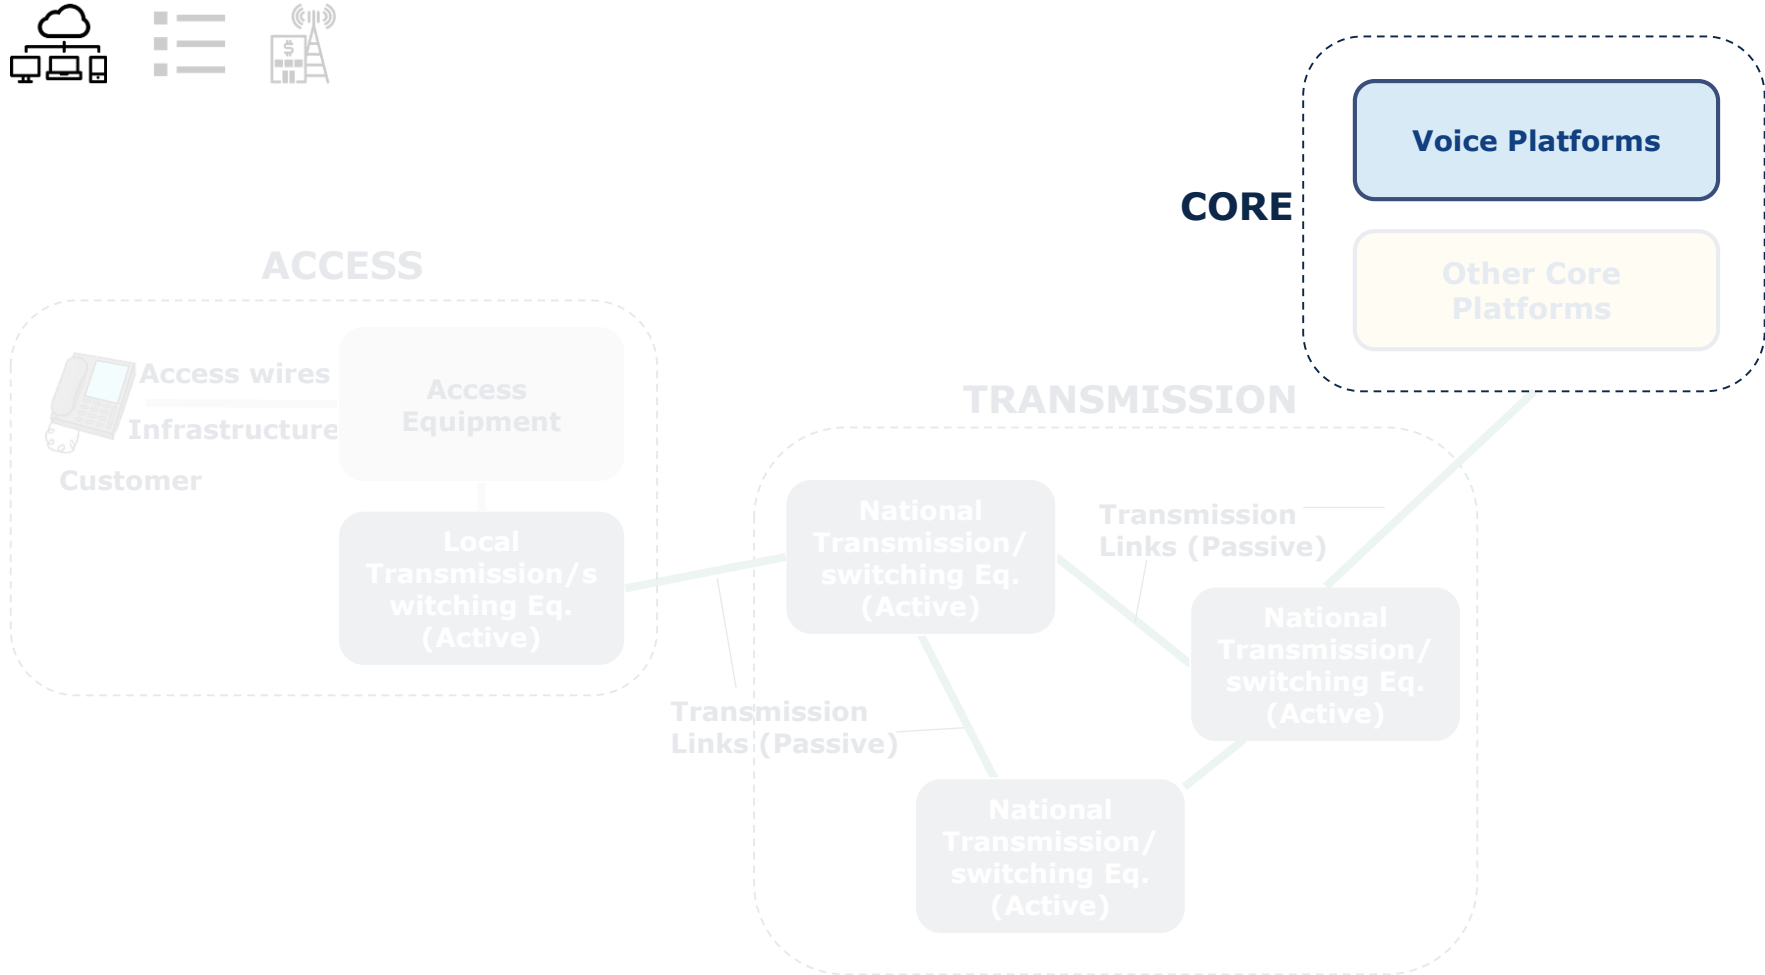 $
Voice Platforms
CORE
Other Core
Platforms
ACCESS
Access wires
Infrastructure
Customer
Access
Equipment
Local
Transmission/s
witching Eq.
(Active)
TRANSMISSION
National
Transmission/
switching Eq.
(Active)
Transmission
Links (Passive)
National
Transmission/
switching Eq.
(Active)
Transmission
Links (Passive)
National
Transmission/
switching Eq.
(Active)